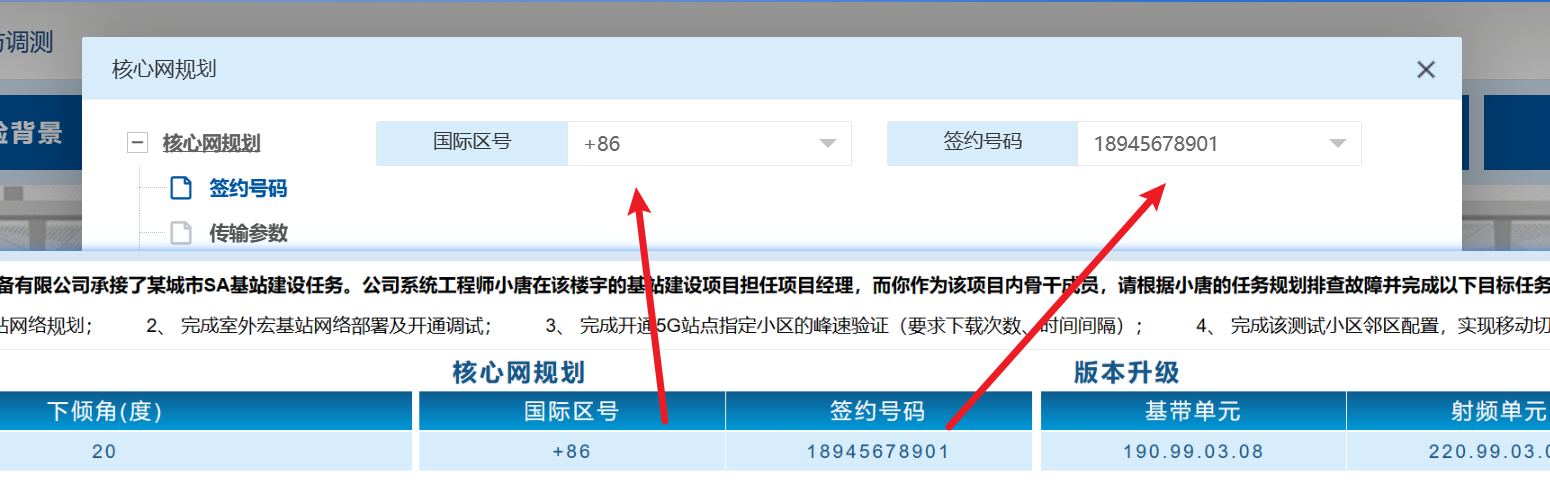 调测
核心网规划
验背景
核心网规划
国际区号
+86
签约号码
18945678901
签约号码
传输参数
备有限公司承接了某城市SA基站建设任务。公司系统工程师小唐在该楼宇的基站建设项目担任项目经理，而你作为该项目内骨干成员，请根据小唐的任务规划排查故障并完成以下目标任务
站网络规划； 2、 完成室外宏基站网络部署及开通调试； 3、 完成开通5G站点指定小区的峰速验证（要求下载次数、时间间隔）； 4、 完成该测试小区邻区配置，实现移动切
核心网规划 版本升级
下倾角(度) 国际区号 签约号码 基带单元 射频单元
20 +86 18945678901 190.99.03.08 220.99.03.0